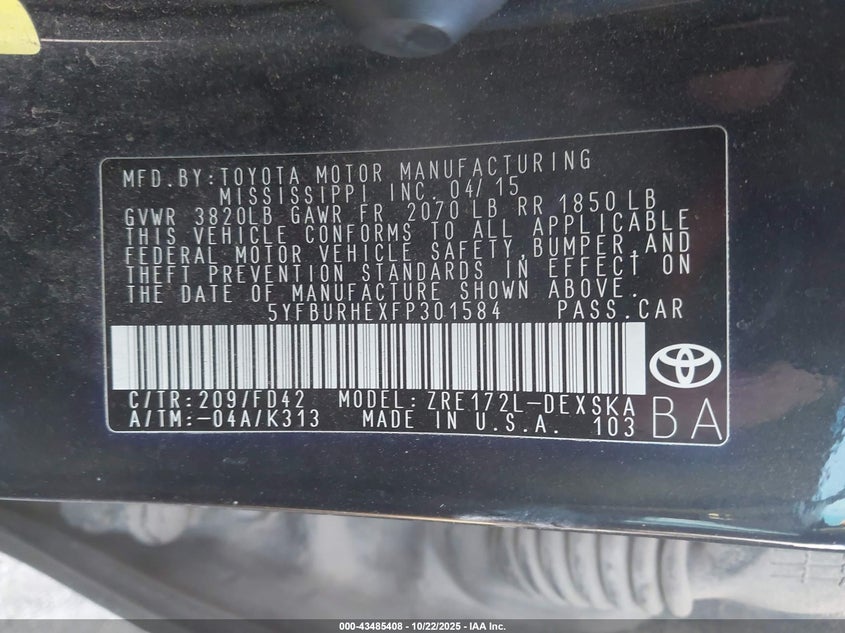 MFD.BY:TOYOTA MOTOR MANUFACTURING
MISSISSIPPI INC. 04/15
GVWR 3820LB GAWR FR 2070LB RR 1850LB
THIS VEHICLE CONFORMS TO ALL APPLICABLE
FEDERAL MOTOR VEHICLE SAFETY,BUMPER,AND
THEFT PREVENTION STANDARDS IN EFFECT ON
THE DATE OF MANUFACTURE SHOWN ABOVE.
5YFBURHEXFP301584 PASS.CAR
C/TR:209/FD42 MODEL:ZRE172L-DEXSKA
A/TM:-04A/K313 MADE IN U.S.A. 103
BA
000-43485408 - 10/22/2025 - IAA Inc.